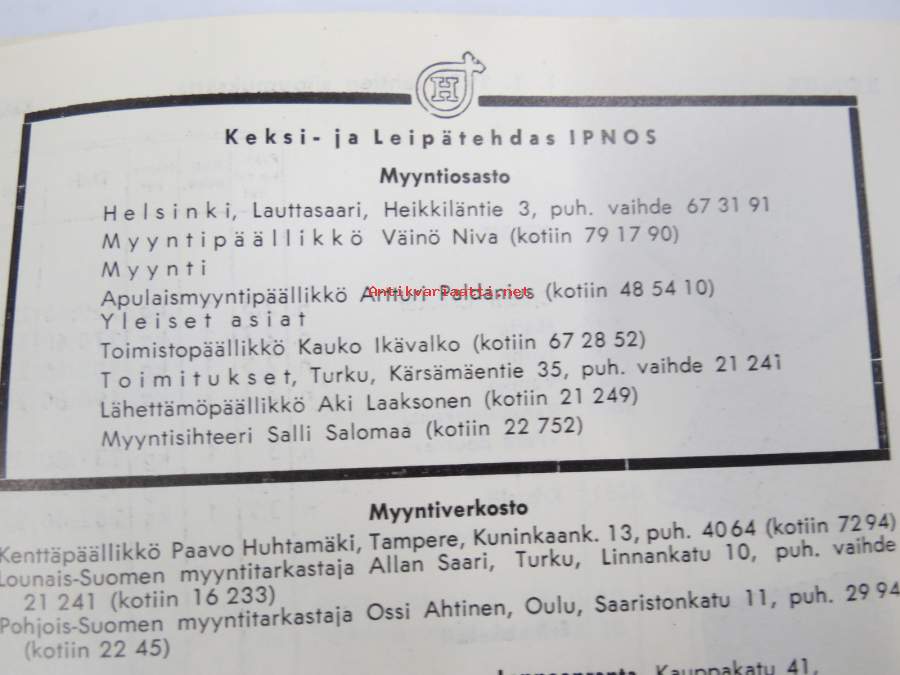 H
Keksi- ja Leipätehdas IPNOS
Myyntiosasto
Helsinki, Lauttasaari, Heikkiläntie 3, puh. vaihde 67 31 91
Myyntipäällikkö Väinö Niva (kotiin 79 17 90)
Myynti
Apulaismyyntipäällikkö Artturi Paldanius (kotiin 48 54 10)
Antikvariaatti.net
Yleiset asiat
Toimistopäällikkö Kauko Ikävalko (kotiin 67 28 52)
Toimitukset, Turku, Kärsämäentie 35, puh. vaihde 21 241
Lähettämöpäällikkö Aki Laaksonen (kotiin 21 249)
Myyntisihteeri Salli Salomaa (kotiin 22 752)
Myyntiverkosto
Kenttäpäällikkö Paavo Huhtamäki, Tampere, Kuninkaank. 13, puh. 40 64 (kotiin 72 94)
Lounais-Suomen myyntitarkastaja Allan Saari, Turku, Linnankatu 10, puh. vaihde
21 241 (kotiin 16 233)
Pohjois-Suomen myyntitarkastaja Ossi Ahtinen, Oulu, Saaristonkatu 11, puh. 29 94
(kotiin 22 45)
Kauppakatu 41,